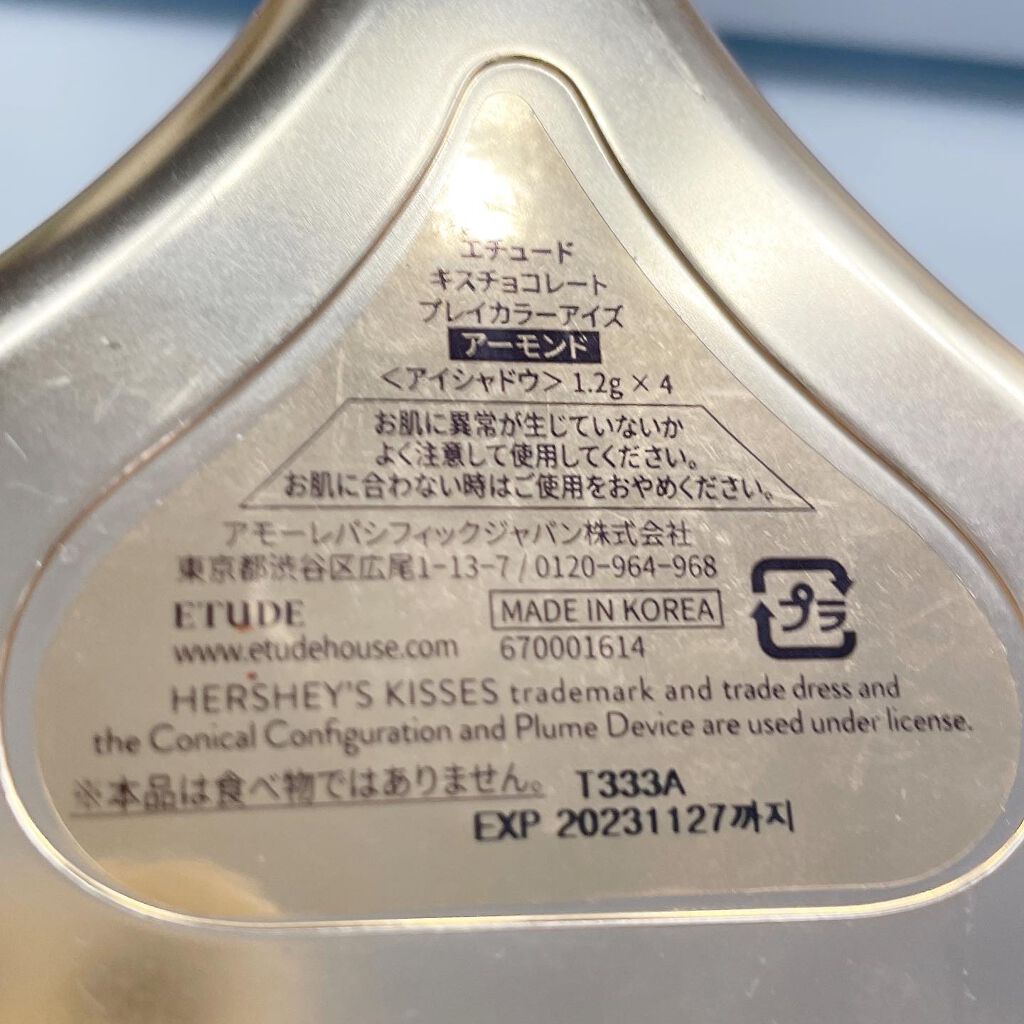 エチュード
キスチョコレート
プレイカラーアイズ
アーモンド
<アイシャドウ> 1.2g × 4
お肌に異常が生じていないか
よく注意して使用してください。
お肌に合わない時はご使用をおやめください。
アモーレパシフィックジャパン株式会社
東京都渋谷区広尾1-13-7 / 0120-964-968
ETUDE MADE IN KOREA プラ
www.etudehouse.com 670001614
HERSHEY'S KISSES trademark and trade dress and
the Conical Configuration and Plume Device are used under license.
※本品は食べ物ではありません。 T333A
EXP 20231127까지